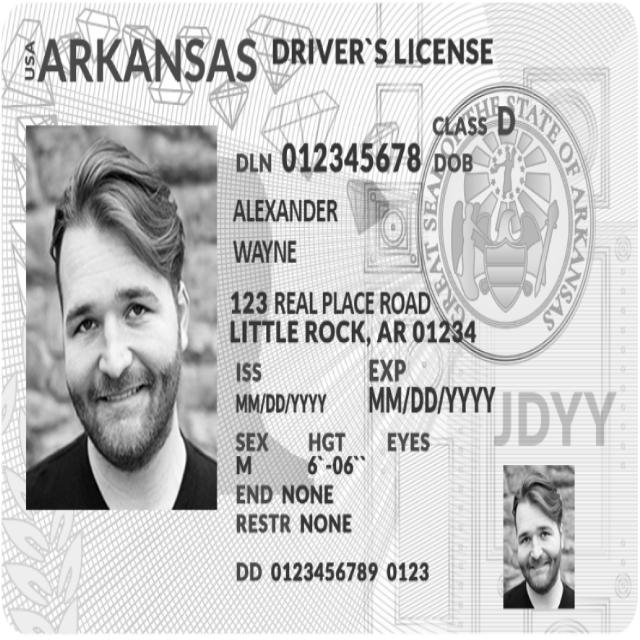 USA
ARKANSAS DRIVER`S LICENSE
CLASS D
DLN 012345678 DOB
ALEXANDER
WAYNE
123 REAL PLACE ROAD
LITTLE ROCK, AR 01234
ISS EXP
MM/DD/YYYY MM/DD/YYYY
JDYY
SEX HGT EYES
M 6`-06``
END NONE
RESTR NONE
DD 0123456789 0123
GREAT SEAL OF THE STATE OF ARKANSAS